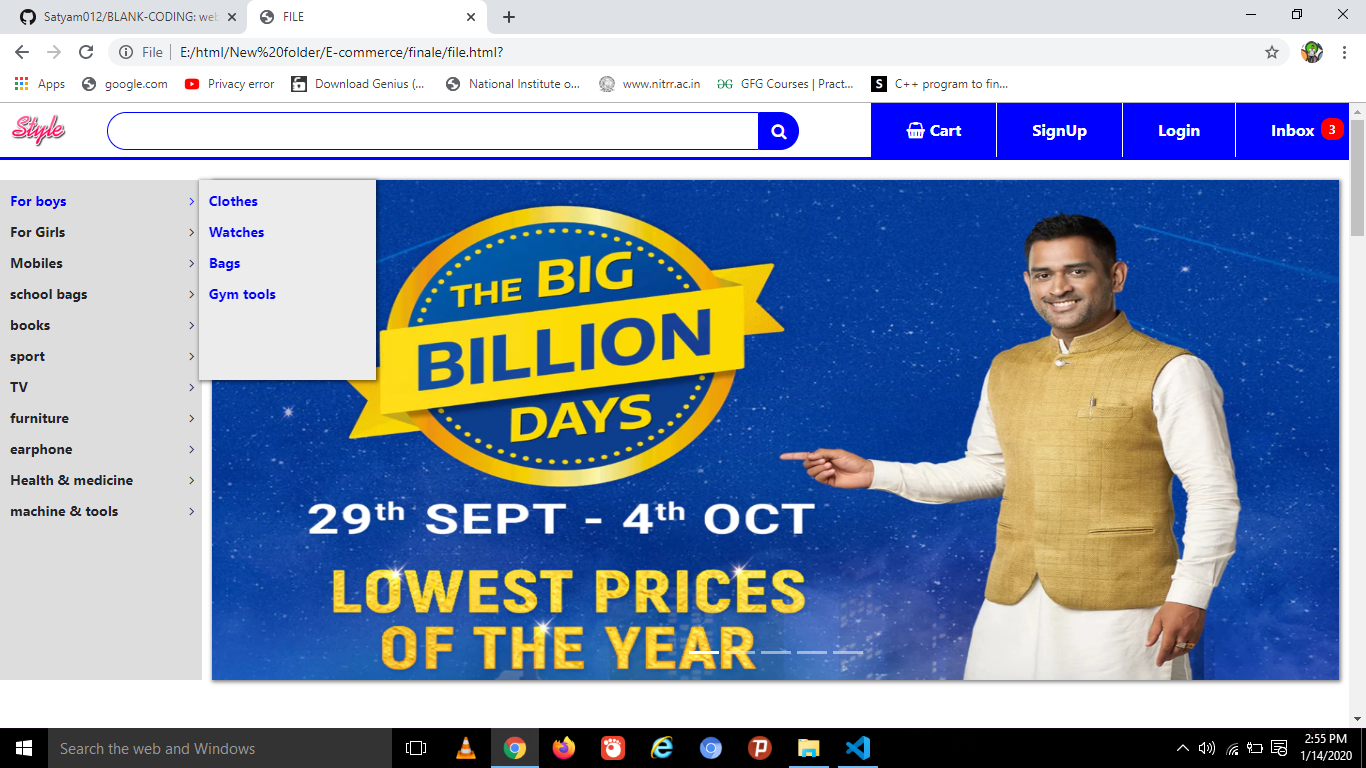 Satyam012/BLANK-CODING: web
FILE
File
E:/html/New%20folder/E-commerce/finale/file.html?
Apps
google.com
Privacy error
Download Genius (...
National Institute o...
www.nitrr.ac.in
GFG Courses | Pract...
S
C++ program to fin...
Style
Cart
SignUp
Login
Inbox 3
For boys
For Girls
Mobiles
school bags
books
sport
TV
furniture
earphone
Health & medicine
machine & tools
Clothes
Watches
Bags
Gym tools
THE BIG
BILLION
DAYS
29th SEPT - 4th OCT
LOWEST PRICES
OF THE YEAR
Search the web and Windows
2:55 PM
1/14/2020